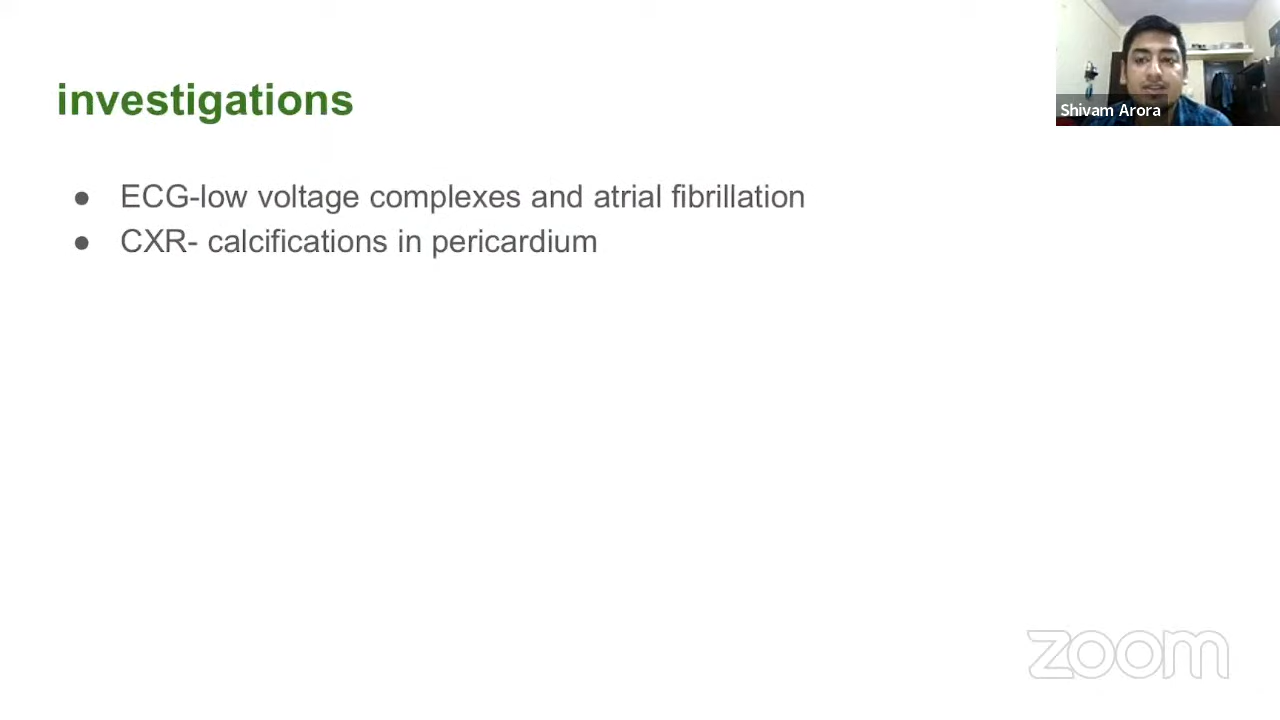 investigations
Shivam Arora
● ECG-low voltage complexes and atrial fibrillation
● CXR- calcifications in pericardium
zoom